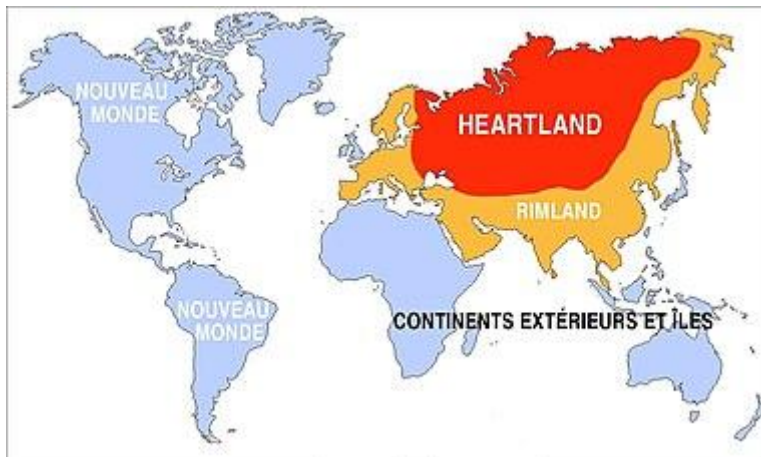 NOUVEAU
MONDE
HEARTLAND
RIMLAND
NOUVEAU
MONDE
CONTINENTS EXTÉRIEURS ET ÎLES